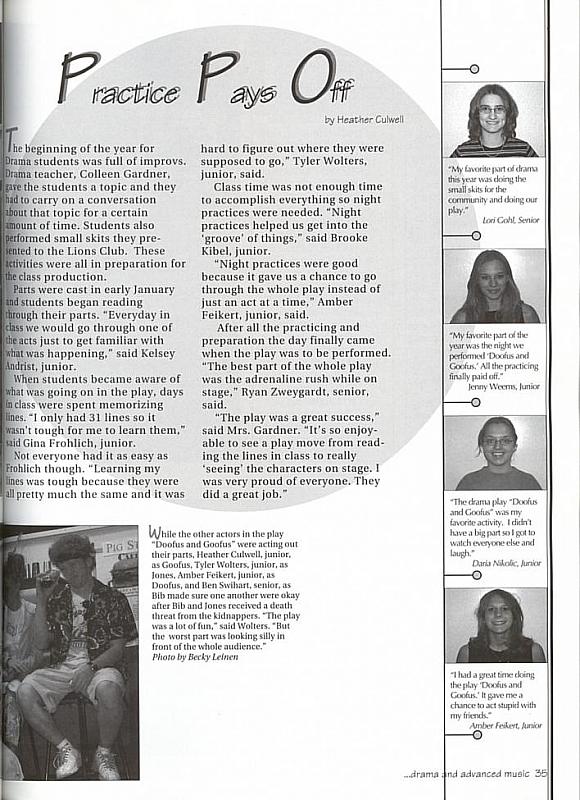 Practice Pays Off
by Heather Culwell
The beginning of the year for
Drama students was full of improvs.
Drama teacher, Colleen Gardner,
gave the students a topic and they
had to carry on a conversation
about that topic for a certain
amount of time. Students also
performed small skits they pre-
sented to the Lions Club. These
activities were all in preparation for
the class production.
Parts were cast in early January
and students began reading
through their parts. "Everyday in
class we would go through one of
the acts just to get familiar with
what was happening," said Kelsey
Andrist, junior.
When students became aware of
what was going on in the play, days
in class were spent memorizing
lines. "I only had 31 lines so it
wasn't tough for me to learn them,"
said Gina Frohlich, junior.
Not everyone had it as easy as
Frohlich though. "Learning my
lines was tough because they were
all pretty much the same and it was
hard to figure out where they were
supposed to go," Tyler Wolters,
junior, said.
Class time was not enough time
to accomplish everything so night
practices were needed. "Night
practices helped us get into the
'groove' of things," said Brooke
Kibel, junior.
"Night practices were good
because it gave us a chance to go
through the whole play instead of
just an act at a time," Amber
Feikert, junior, said.
After all the practicing and
preparation the day finally came
when the play was to be performed.
"The best part of the whole play
was the adrenaline rush while on
stage," Ryan Zweygardt, senior,
said.
"The play was a great success,"
said Mrs. Gardner. "It's so enjoy-
able to see a play move from read-
ing the lines in class to really
'seeing' the characters on stage. I
was very proud of everyone. They
did a great job."
PIG ST
While the other actors in the play
"Doofus and Goofus" were acting out
their parts, Heather Culwell, junior,
as Goofus, Tyler Wolters, junior, as
Jones, Amber Feikert, junior, as
Doofus, and Ben Swihart, senior, as
Bib made sure one another were okay
after Bib and Jones received a death
threat from the kidnappers. "The play
was a lot of fun," said Wolters. "But
the worst part was looking silly in
front of the whole audience."
Photo by Becky Leinen
"My favorite part of drama
this year was doing the
small skits for the
community and doing our
play."
Lori Gohl, Senior
"My favorite part of the
year was the night we
performed 'Doofus and
Goofus.' All the practicing
finally paid off."
Jenny Weems, Junior
"The drama play "Doofus
and Goofus" was my
favorite activity. I didn't
have a big part so I got to
watch everyone else and
laugh."
Daria Nikolic, Junior
"I had a great time doing
the play 'Doofus and
Goofus.' It gave me a
chance to act stupid with
my friends."
Amber Feikert, Junior
...drama and advanced music 35